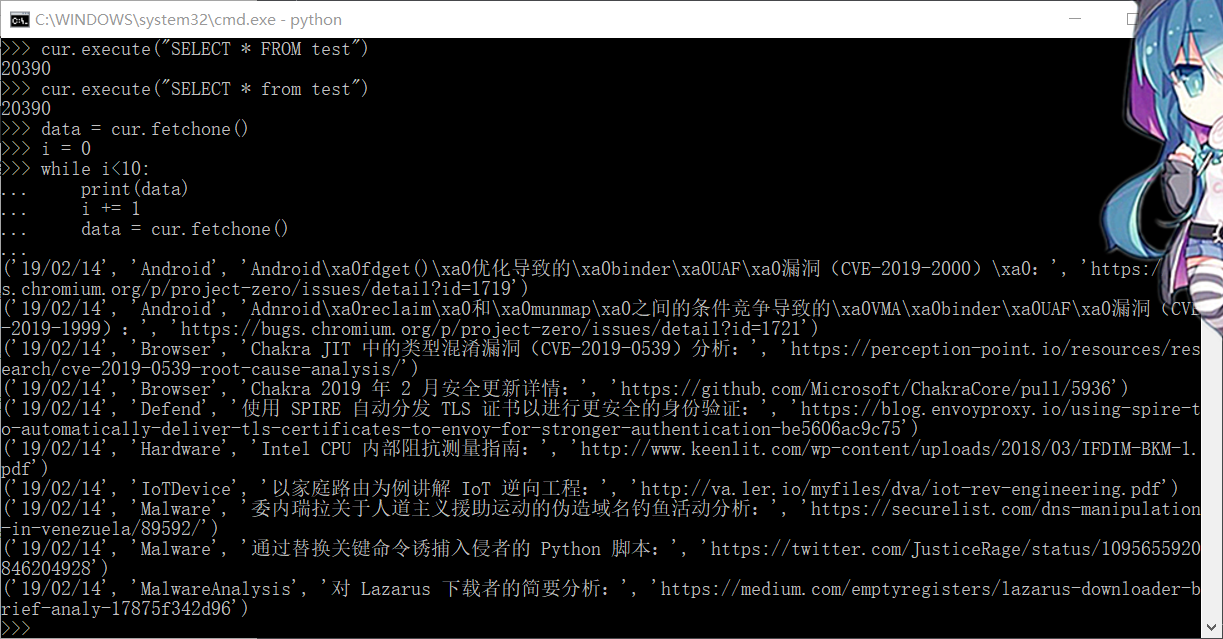 C:\WINDOWS\system32\cmd.exe - python
>>> cur.execute("SELECT * FROM test")
20390
>>> cur.execute("SELECT * from test")
20390
>>> data = cur.fetchone()
>>> i = 0
>>> while i<10:
...     print(data)
...     i += 1
...     data = cur.fetchone()
...
('19/02/14', 'Android', 'Android\xa0fdget()\xa0优化导致的\xa0binder\xa0UAF\xa0漏洞（CVE-2019-2000）\xa0：', 'https:/
s.chromium.org/p/project-zero/issues/detail?id=1719')
('19/02/14', 'Android', 'Adnroid\xa0reclaim\xa0和\xa0munmap\xa0之间的条件竞争导致的\xa0VMA\xa0binder\xa0UAF\xa0漏洞（CVE
-2019-1999）：', 'https://bugs.chromium.org/p/project-zero/issues/detail?id=1721')
('19/02/14', 'Browser', 'Chakra JIT 中的类型混淆漏洞（CVE-2019-0539）分析：', 'https://perception-point.io/resources/res
earch/cve-2019-0539-root-cause-analysis/')
('19/02/14', 'Browser', 'Chakra 2019 年 2 月安全更新详情：', 'https://github.com/Microsoft/ChakraCore/pull/5936')
('19/02/14', 'Defend', '使用 SPIRE 自动分发 TLS 证书以进行更安全的身份验证：', 'https://blog.envoyproxy.io/using-spire-t
o-automatically-deliver-tls-certificates-to-envoy-for-stronger-authentication-be5606ac9c75')
('19/02/14', 'Hardware', 'Intel CPU 内部阻抗测量指南：', 'http://www.keenlit.com/wp-content/uploads/2018/03/IFDIM-BKM-1.
pdf')
('19/02/14', 'IoTDevice', '以家庭路由为例讲解 IoT 逆向工程：', 'http://va.ler.io/myfiles/dva/iot-rev-engineering.pdf')
('19/02/14', 'Malware', '委内瑞拉关于人道主义援助运动的伪造域名钓鱼活动分析：', 'https://securelist.com/dns-manipulation
-in-venezuela/89592/')
('19/02/14', 'Malware', '通过替换关键命令诱捕入侵者的 Python 脚本：', 'https://twitter.com/JusticeRage/status/1095655920
846204928')
('19/02/14', 'MalwareAnalysis', '对 Lazarus 下载者的简要分析：', 'https://medium.com/emptyregisters/lazarus-downloader-b
rief-analy-17875f342d96')
>>>